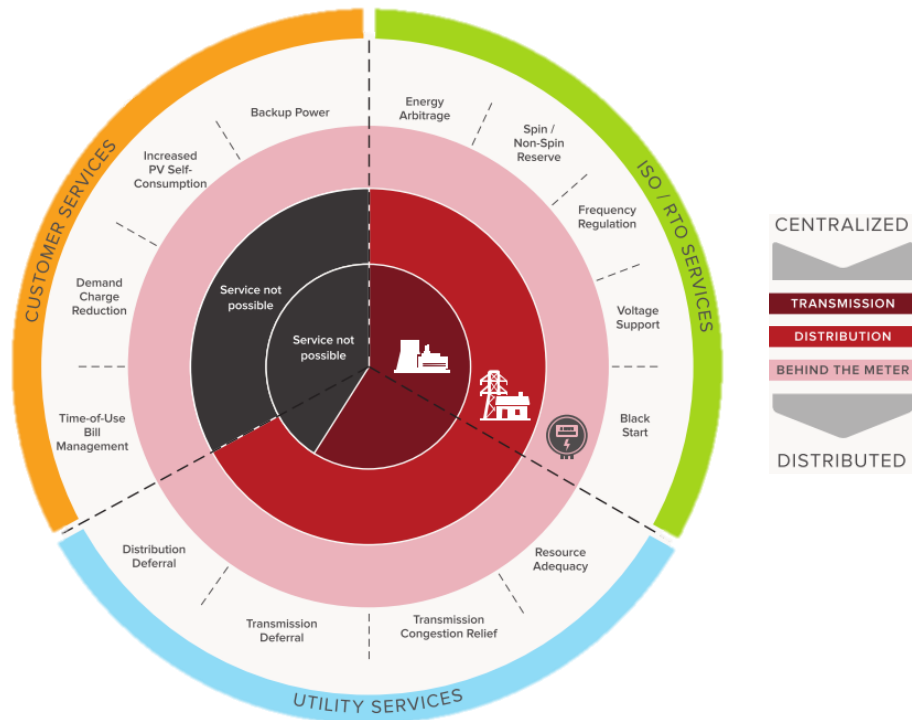 CUSTOMER SERVICES
ISO / RTO SERVICES
UTILITY SERVICES
Backup Power
Increased
PV Self-
Consumption
Demand
Charge
Reduction
Time-of-Use
Bill
Management
Energy
Arbitrage
Spin /
Non-Spin
Reserve
Frequency
Regulation
Voltage
Support
Black
Start
Resource
Adequacy
Transmission
Congestion Relief
Transmission
Deferral
Distribution
Deferral
Service not
possible
Service not
possible
CENTRALIZED
TRANSMISSION
DISTRIBUTION
BEHIND THE METER
DISTRIBUTED